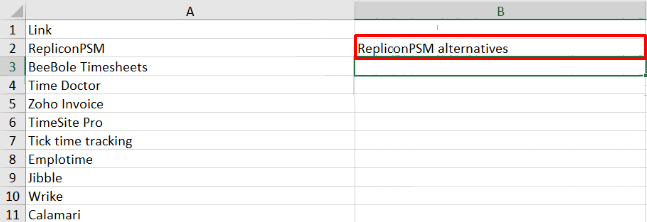 A B
1 Link
2 RepliconPSM RepliconPSM alternatives
3 BeeBole Timesheets
4 Time Doctor
5 Zoho Invoice
6 TimeSite Pro
7 Tick time tracking
8 Emplotime
9 Jibble
10 Wrike
11 Calamari